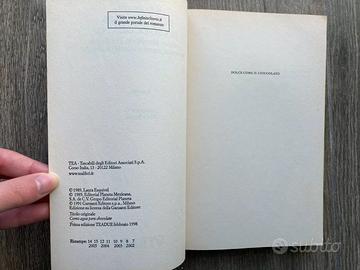 Visita www.InfiniteStorie.it
il grande portale del romanzo
TEA - Tascabili degli Editori Associati S.p.A.
Corso Italia, 13 - 20122 Milano
www.tealibri.it
© 1989, Laura Esquivel
© 1989, Editorial Planeta Mexicana,
S.A. de C.V. Grupo Editorial Planeta
© 1991 Garzanti Editore s.p.a.
Edizione su licenza della Garzanti Editore
Titolo originale
Como agua para chocolate
Prima edizione TEADUE febbraio 1998
Ristampe 14 13 12 11 10 9 8 7
2005 2004 2003 2002
DOLCE COME IL CIOCCOLATO
subito